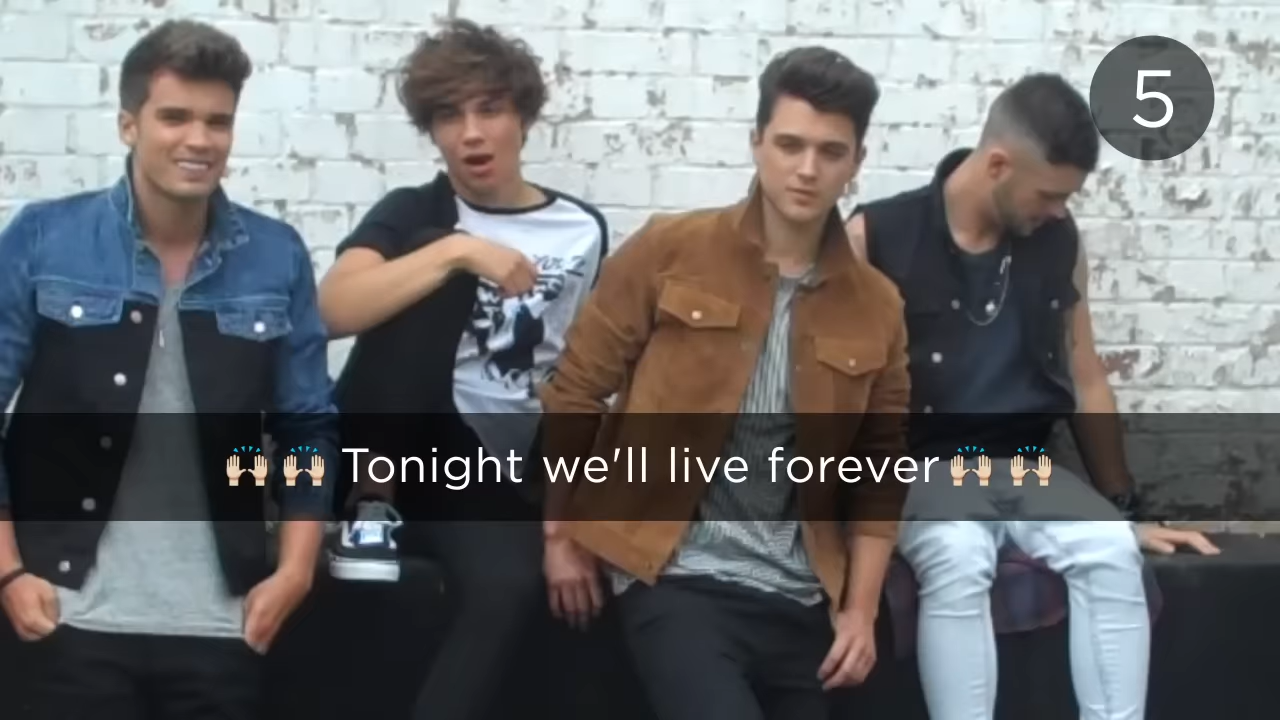 5
🙌🏼 🙌🏼 Tonight we'll live forever 🙌🏼 🙌🏼